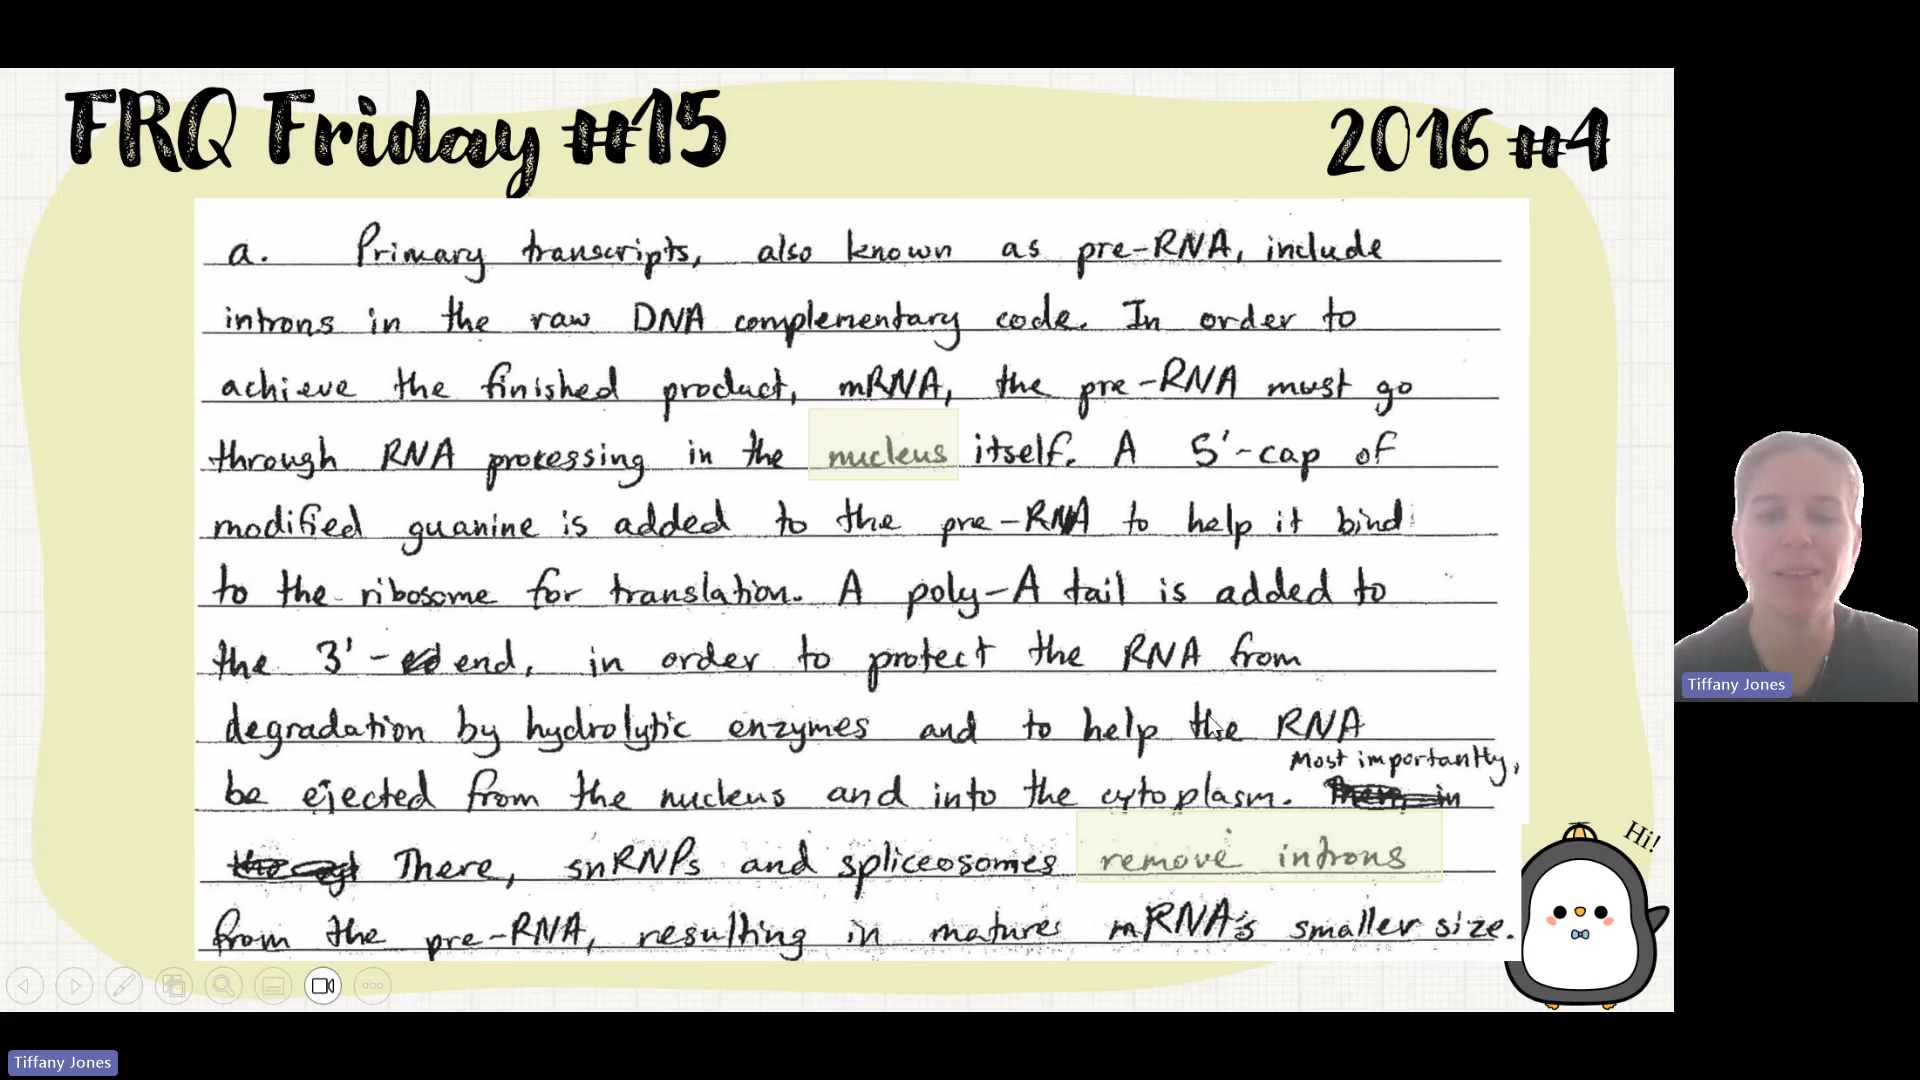 FRQ Friday #15
2016 #4
a. Primary transcripts, also known as pre-RNA, include
introns in the raw DNA complementary code. In order to
achieve the finished product, mRNA, the pre-RNA must go
through RNA processing in the nucleus itself. A 5'-cap of
modified guanine is added to the pre-RNA to help it bind
to the ribosome for translation. A poly-A tail is added to
the 3'- end, in order to protect the RNA from
degradation by hydrolytic enzymes and to help the RNA
Most importantly,
be ejected from the nucleus and into the cytoplasm.
There, snRNPs and spliceosomes remove introns
from the pre-RNA, resulting in mature mRNA's smaller size.
Hi!
Tiffany Jones
Tiffany Jones